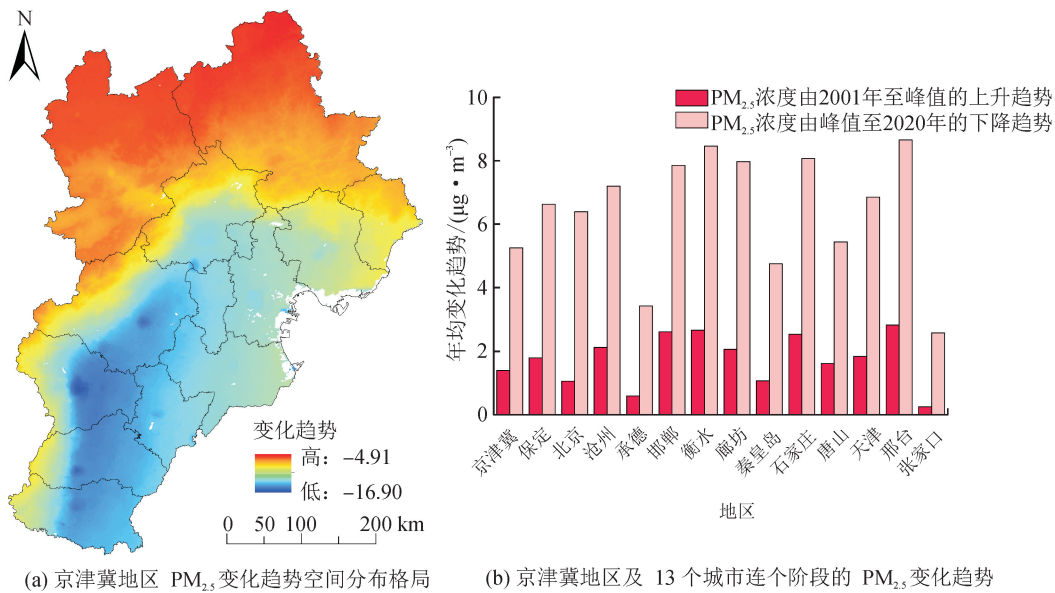 N
变化趋势
高：-4.91
低：-16.90
0 50 100 200 km
(a) 京津冀地区 PM2.5变化趋势空间分布格局
PM2.5浓度由2001年至峰值的上升趋势
PM2.5浓度由峰值至2020年的下降趋势
年均变化趋势/(μg·m⁻³)
10
8
6
4
2
0
京津冀
保定
北京
沧州
承德
邯郸
衡水
廊坊
秦皇岛
石家庄
唐山
天津
邢台
张家口
地区
(b) 京津冀地区及 13 个城市连个阶段的 PM2.5变化趋势